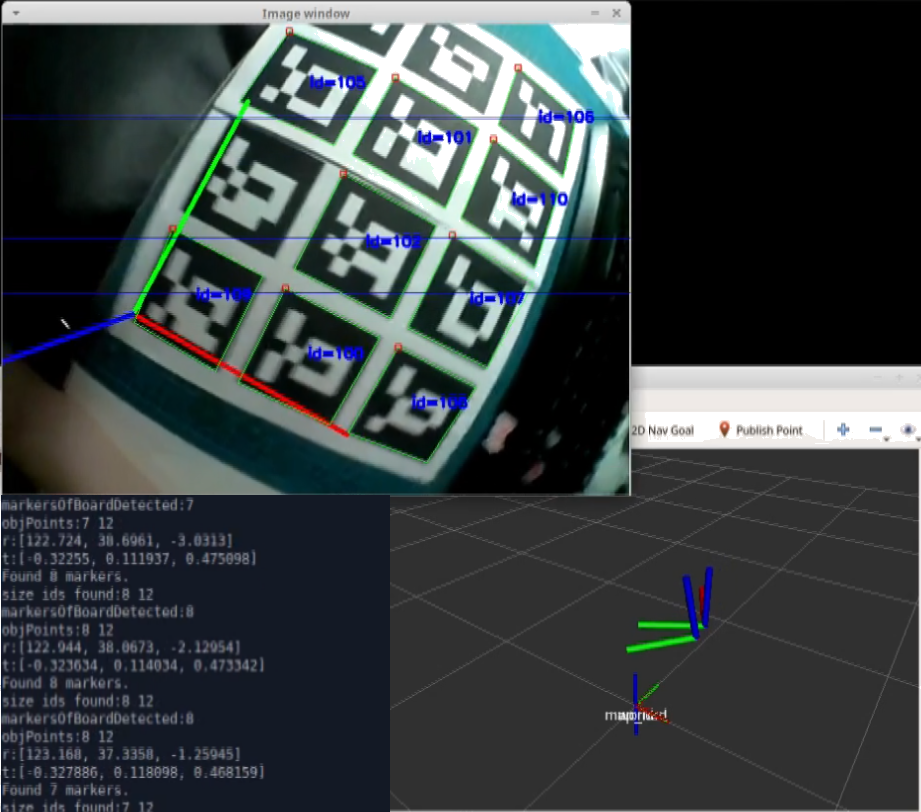 Image window
id=105
id=106
id=101
id=110
id=102
id=107
id=109
id=100
id=108
2D Nav Goal
Publish Point
markersOfBoardDetected:7
objPoints:7 12
r:[122.724, 38.6961, -3.0313]
t:[-0.32255, 0.111937, 0.475098]
Found 8 markers.
size ids found:8 12
markersOfBoardDetected:8
objPoints:8 12
r:[122.944, 38.0673, -2.12954]
t:[-0.323634, 0.114034, 0.473342]
Found 8 markers.
size ids found:8 12
markersOfBoardDetected:8
objPoints:8 12
r:[123.168, 37.3358, -1.25945]
t:[-0.327886, 0.118098, 0.468159]
Found 7 markers.
size ids found:7 12